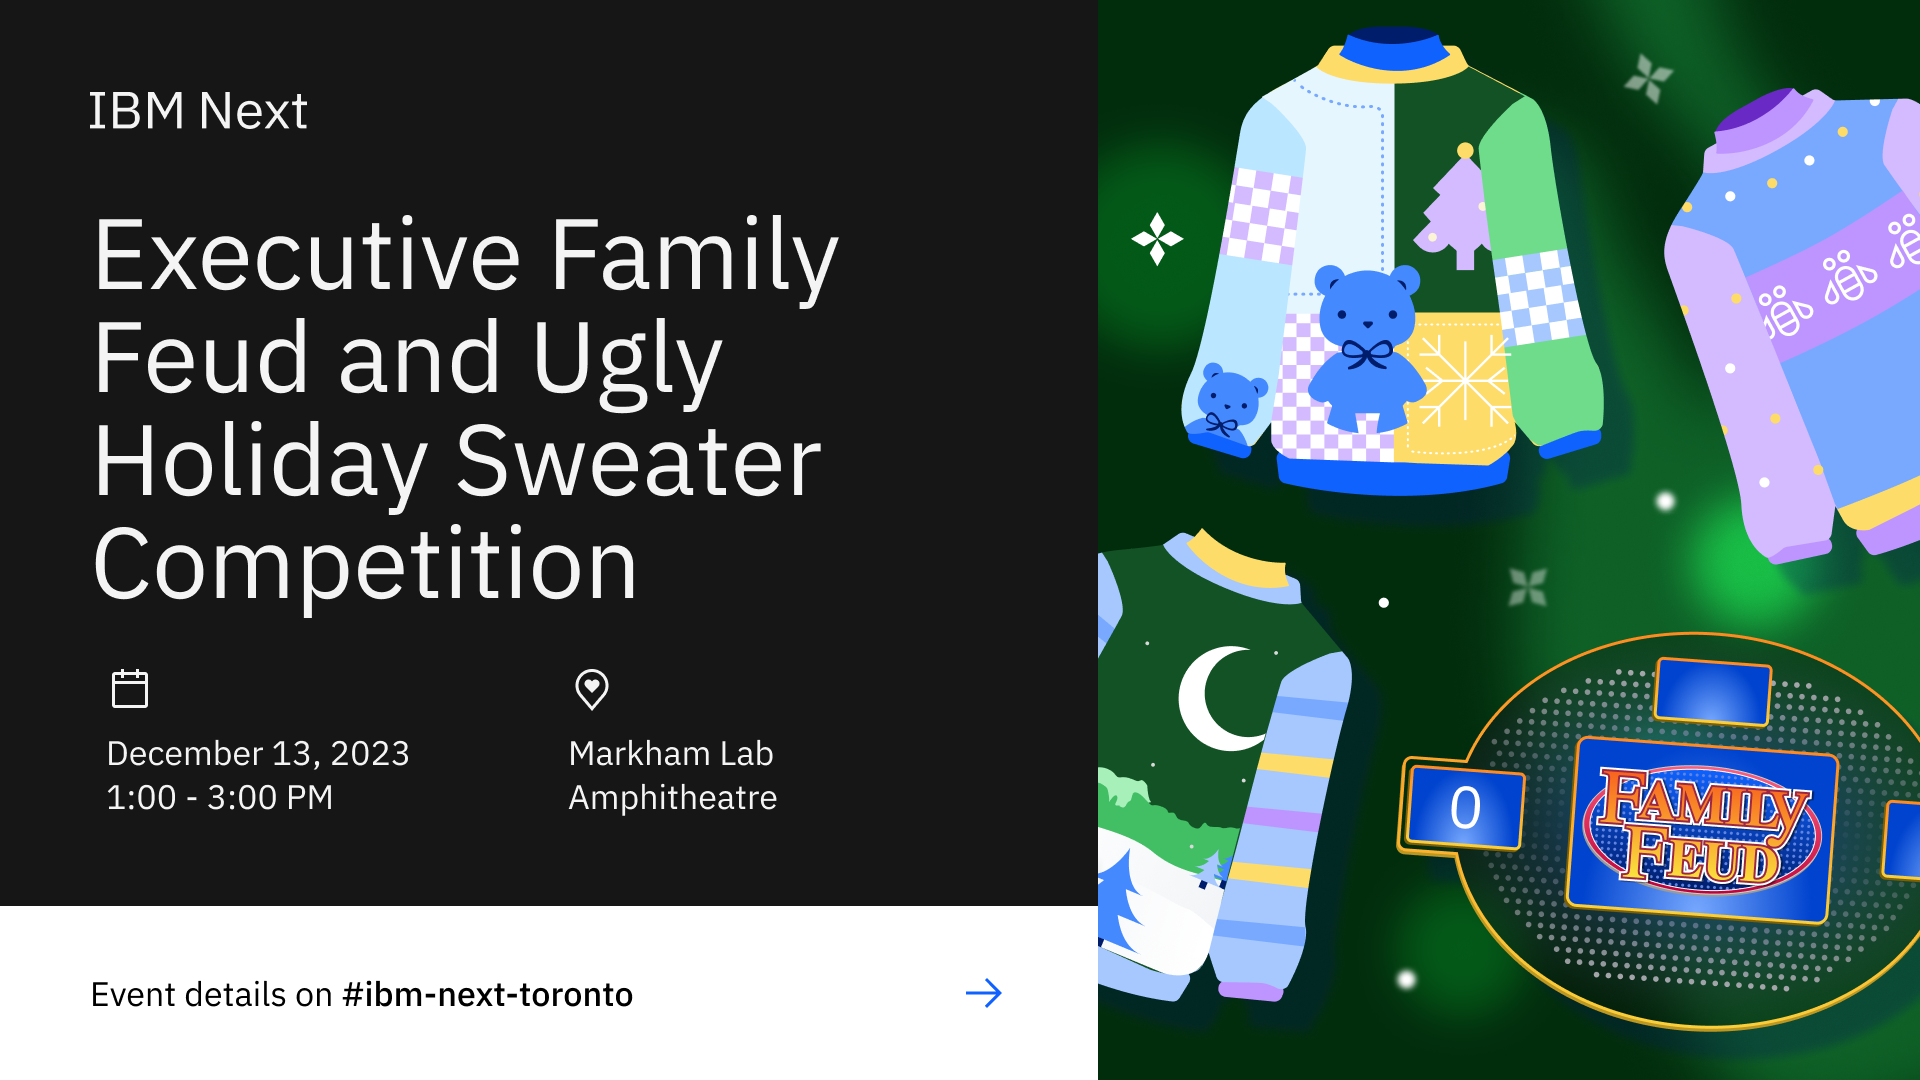 IBM Next
Executive Family
Feud and Ugly
Holiday Sweater
Competition
December 13, 2023
1:00 - 3:00 PM
Markham Lab
Amphitheatre
Event details on #ibm-next-toronto
0
FAMILY
FEUD